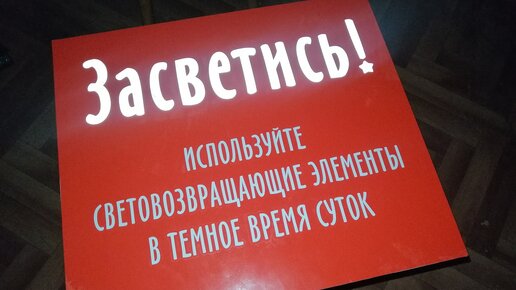 Засветись!
ИСПОЛЬЗУЙТЕ
СВЕТОВОЗВРАЩАЮЩИЕ ЭЛЕМЕНТЫ
В ТЕМНОЕ ВРЕМЯ СУТОК